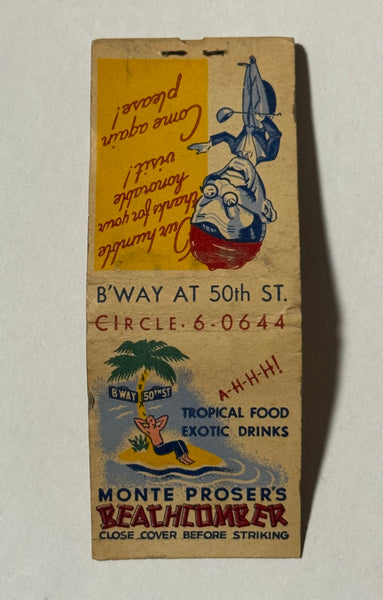 Our humble
thanks for your
honorable
visit!
Come again
please!
B'WAY AT 50th ST.
CIRCLE·6-0644
A-H-H-H!
B'WAY 50TH ST
TROPICAL FOOD
EXOTIC DRINKS
MONTE PROSER'S
BEACHCOMBER
CLOSE COVER BEFORE STRIKING